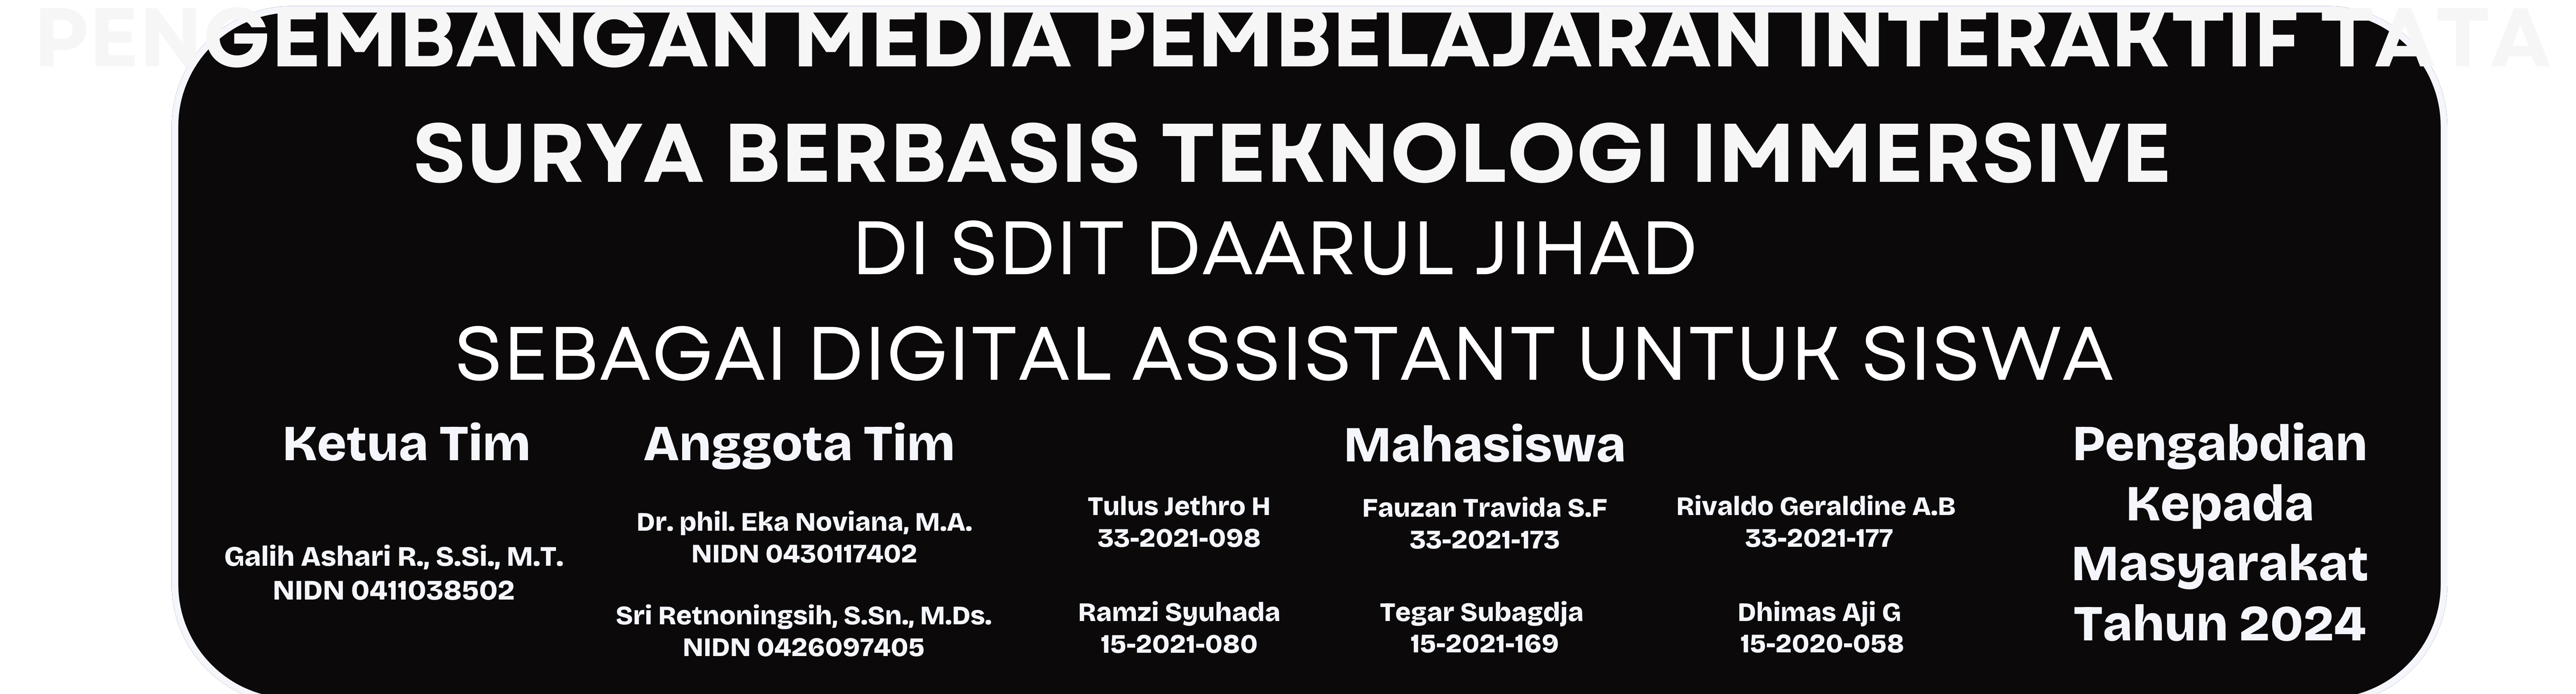 PENGEMBANGAN MEDIA PEMBELAJARAN INTERAKTIF TATA
SURYA BERBASIS TEKNOLOGI IMMERSIVE
DI SDIT DAARUL JIHAD
SEBAGAI DIGITAL ASSISTANT UNTUK SISWA
Ketua Tim
Galih Ashari R., S.Si., M.T.
NIDN 0411038502
Anggota Tim
Dr. phil. Eka Noviana, M.A.
NIDN 0430117402
Sri Retnoningsih, S.Sn., M.Ds.
NIDN 0426097405
Mahasiswa
Tulus Jethro H
33-2021-098
Fauzan Travida S.F
33-2021-173
Rivaldo Geraldine A.B
33-2021-177
Ramzi Syuhada
15-2021-080
Tegar Subagdja
15-2021-169
Dhimas Aji G
15-2020-058
Pengabdian
Kepada
Masyarakat
Tahun 2024